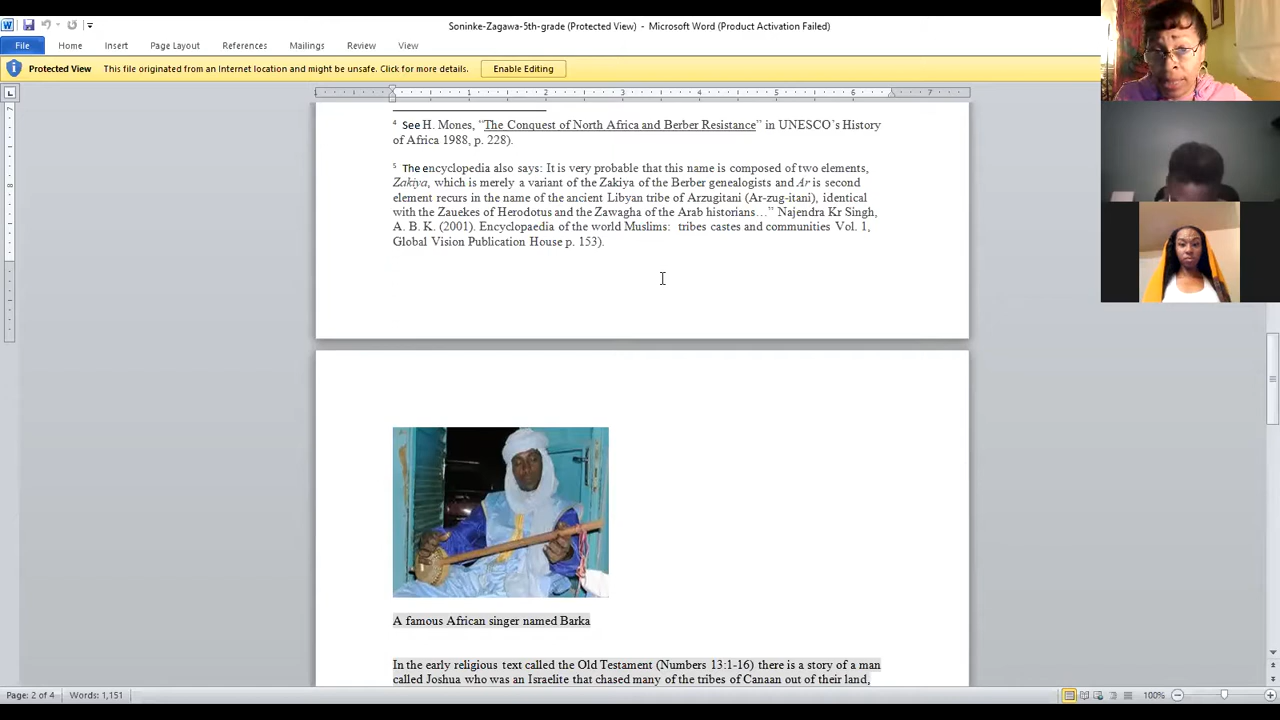 Soninke-Zagawa-5th-grade (Protected View) - Microsoft Word (Product Activation Failed)
File Home Insert Page Layout References Mailings Review View
Protected View This file originated from an Internet location and might be unsafe. Click for more details. Enable Editing
1 2 3 4 5 6 7
4 See H. Mones, “The Conquest of North Africa and Berber Resistance” in UNESCO’s History
of Africa 1988, p. 228).
5 The encyclopedia also says: It is very probable that this name is composed of two elements,
Zakiya, which is merely a variant of the Zakiya of the Berber genealogists and Ar is second
element recurs in the name of the ancient Libyan tribe of Arzugitani (Ar-zug-itani), identical
with the Zauekes of Herodotus and the Zawagha of the Arab historians…” Najendra Kr Singh,
A. B. K. (2001). Encyclopaedia of the world Muslims: tribes castes and communities Vol. 1,
Global Vision Publication House p. 153).
A famous African singer named Barka
In the early religious text called the Old Testament (Numbers 13:1-16) there is a story of a man
called Joshua who was an Israelite that chased many of the tribes of Canaan out of their land,
Page: 2 of 4 Words: 1,151 100%